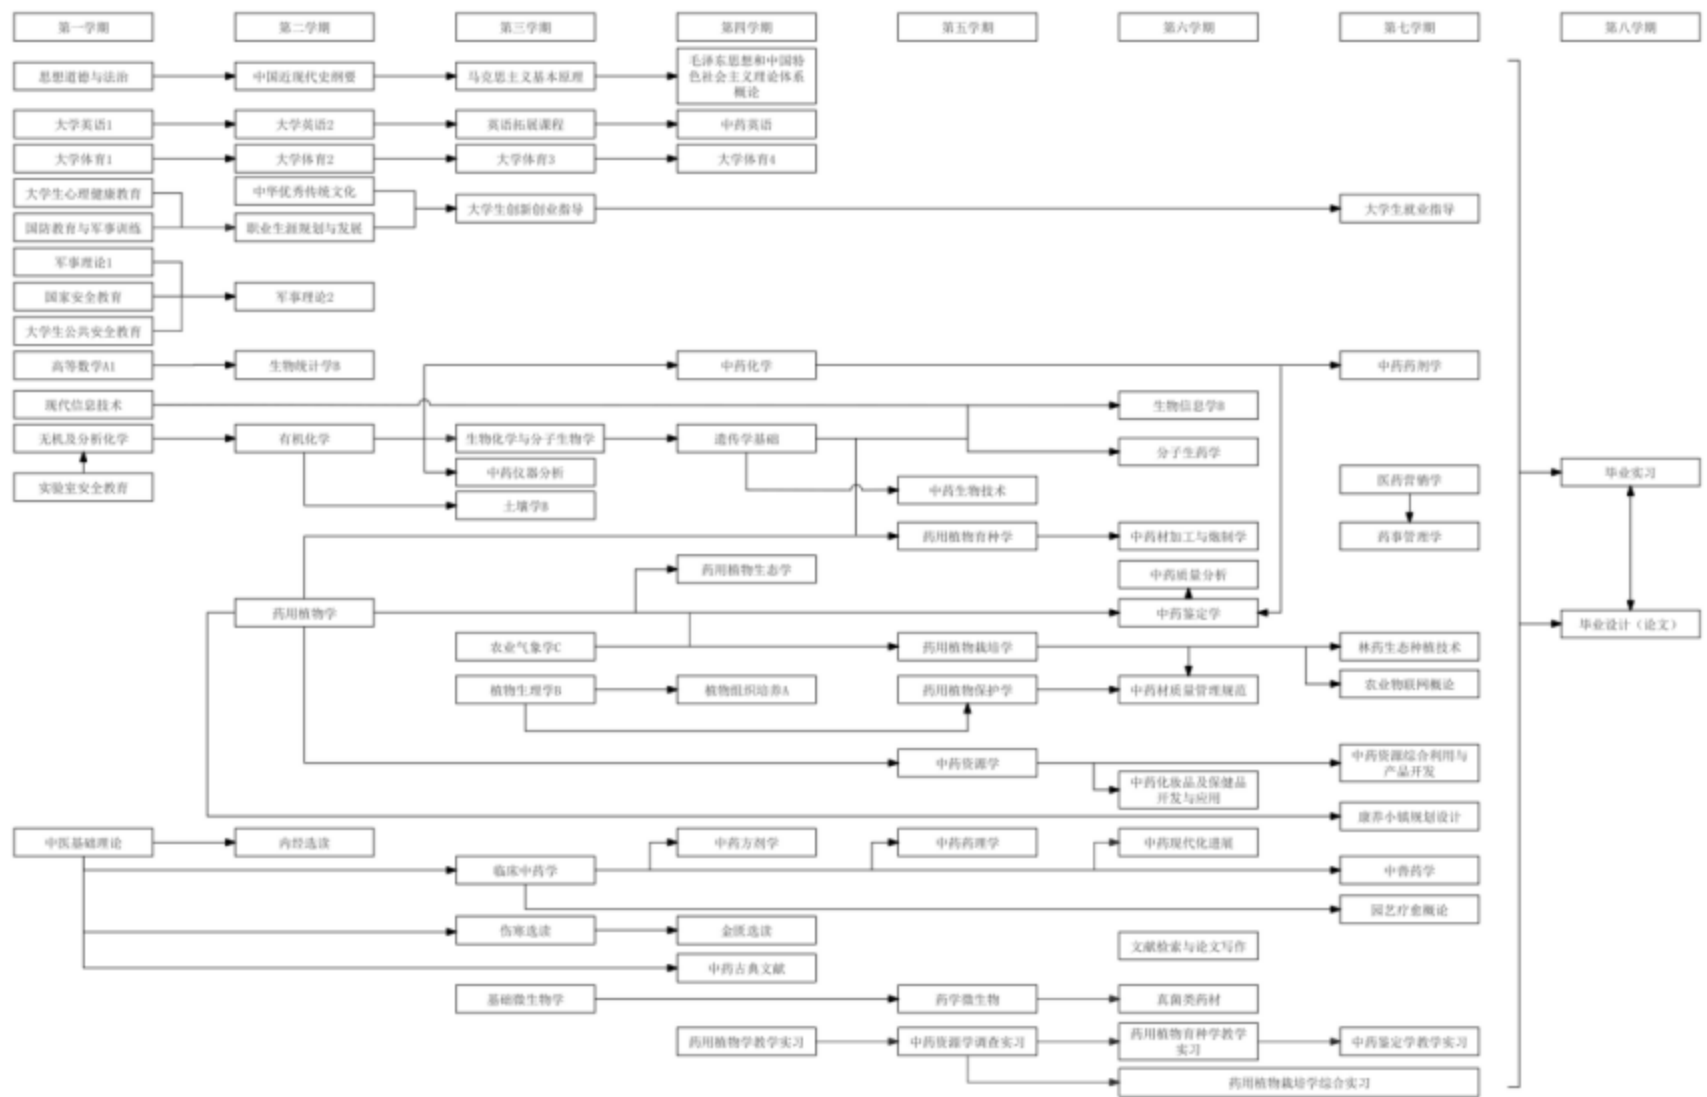 第一学期
第二学期
第三学期
第四学期
第五学期
第六学期
第七学期
第八学期
思想道德与法治
中国近现代史纲要
马克思主义基本原理
毛泽东思想和中国特
色社会主义理论体系
概论
大学英语1
大学英语2
英语拓展课程
中药英语
大学体育1
大学体育2
大学体育3
大学体育4
大学生心理健康教育
中华优秀传统文化
大学生创新创业指导
大学生就业指导
国防教育与军事训练
职业生涯规划与发展
军事理论1
国家安全教育
军事理论2
大学生公共安全教育
高等数学A1
生物统计学B
中药化学
中药药剂学
现代信息技术
生物信息学B
无机及分析化学
有机化学
生物化学与分子生物学
遗传学基础
分子生药学
中药仪器分析
毕业实习
实验室安全教育
医药营销学
中药生物技术
土壤学B
药用植物育种学
中药材加工与炮制学
药事管理学
药用植物生态学
中药质量分析
药用植物学
中药鉴定学
毕业设计（论文）
农业气象学C
药用植物栽培学
林药生态种植技术
植物生理学B
植物组织培养A
药用植物保护学
中药材质量管理规范
农业物联网概论
中药资源学
中药资源综合利用与
产品开发
中药化妆品及保健品
开发与应用
康养小镇规划设计
中医基础理论
内经选读
中药方剂学
中药药理学
中药现代化进展
临床中药学
中兽药学
园艺疗愈概论
伤寒选读
金匮选读
文献检索与论文写作
中药古典文献
基础微生物学
药学微生物
真菌类药材
药用植物学教学实习
中药资源学调查实习
药用植物育种学教学
实习
中药鉴定学教学实习
药用植物栽培学综合实习